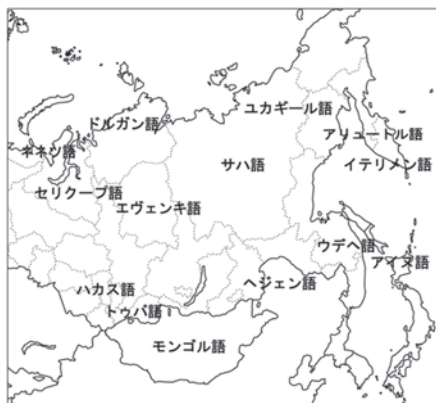 ドルガン語
ユカギール語
ネネツ語
アリュートル語
サハ語
イテリメン語
セリクープ語
エヴェンキ語
ウデヘ語
アイヌ語
ハカス語
ヘジェン語
トゥバ語
モンゴル語